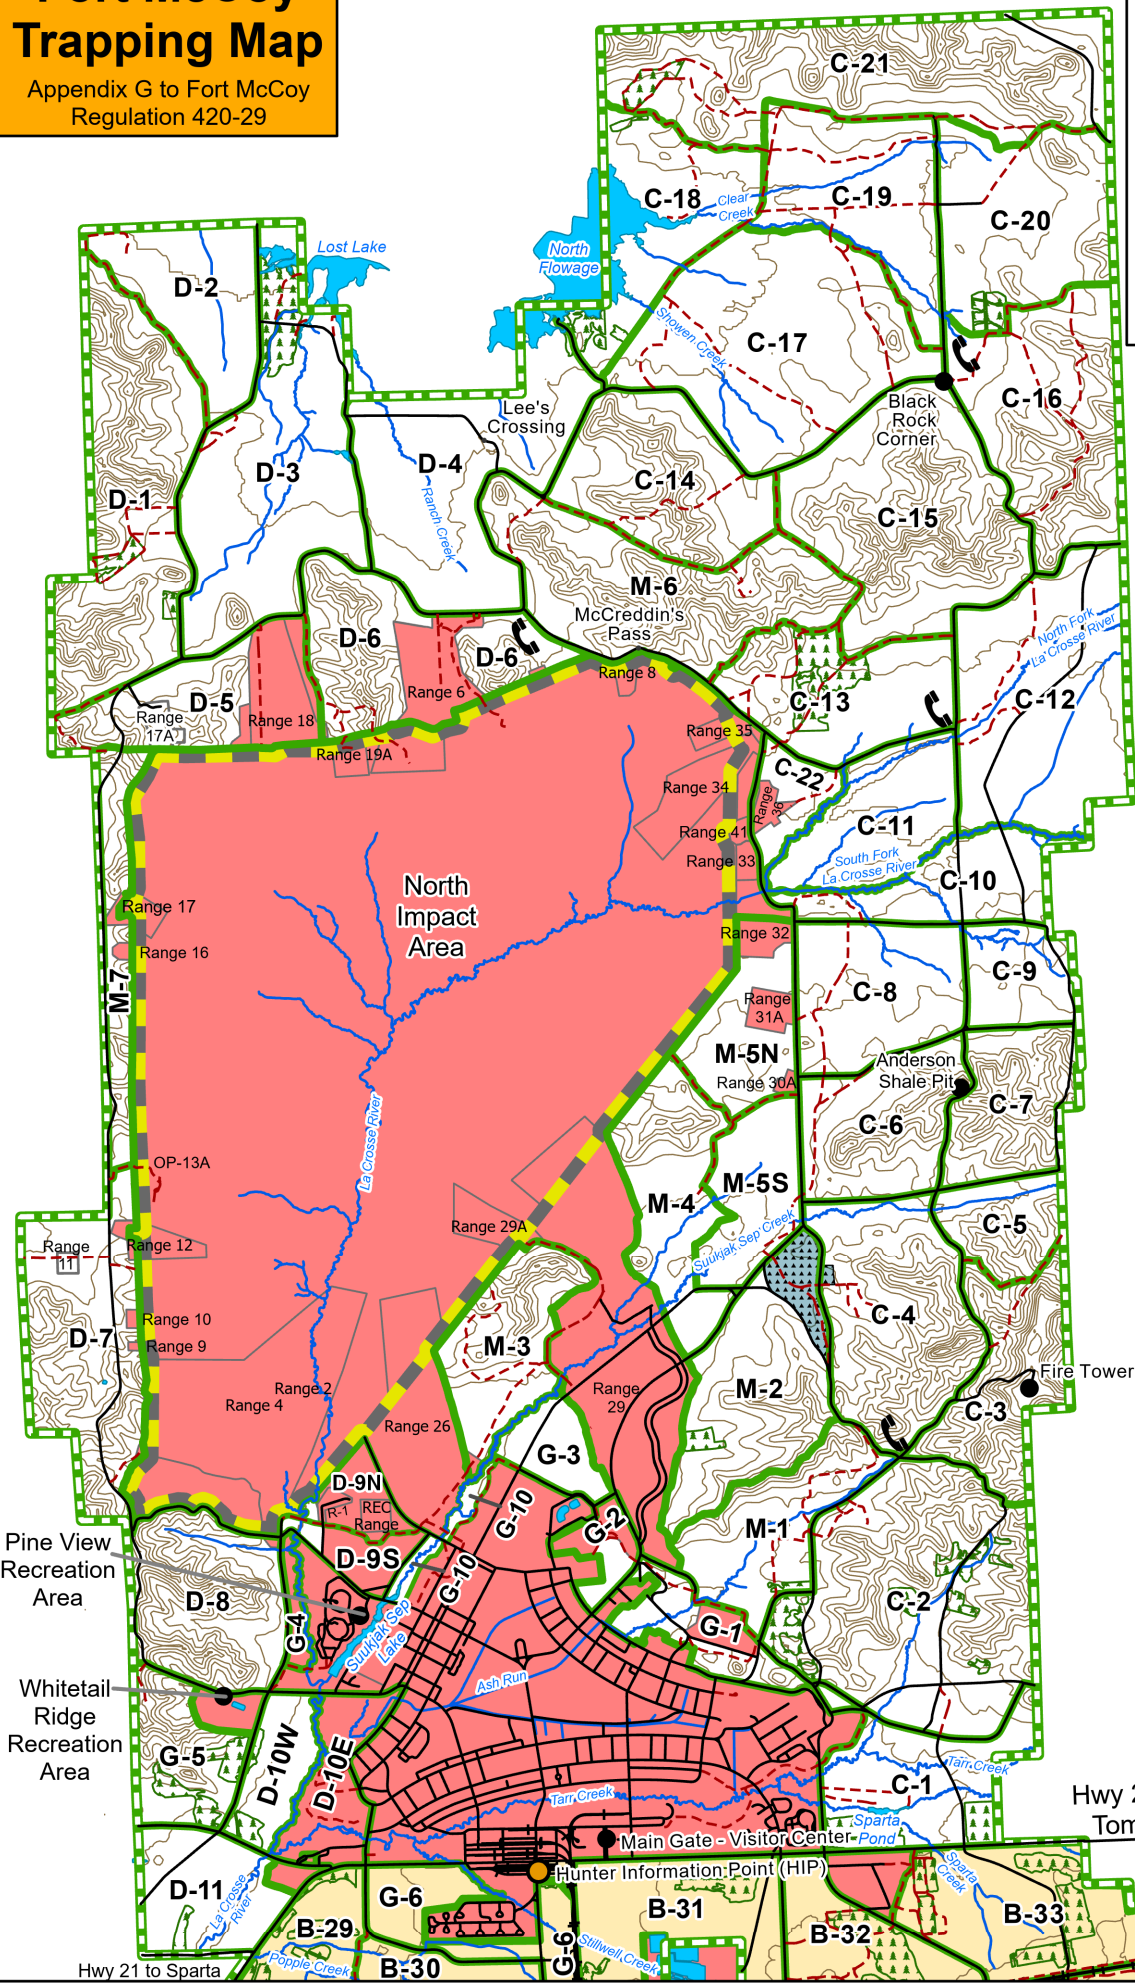 Fort McCoy
Trapping Map
Appendix G to Fort McCoy
Regulation 420-29
C-21
C-18
Clear
Creek
C-19
C-20
North
Flowage
Lost Lake
D-2
Showen Creek
C-17
C-16
Black
Rock
Corner
Lee's
Crossing
D-1
D-3
D-4
Ranch Creek
C-14
C-15
M-6
McCreddin's
Pass
North Fork
La Crosse River
D-6
D-6
Range 6
Range 8
D-5
Range
17A
Range 18
Range 19A
C-13
C-12
Range 35
C-22
Range 34
Range
36
Range 41
C-11
Range 33
South Fork
La Crosse River
C-10
North
Impact
Area
Range 17
Range 16
M-7
Range 32
C-8
C-9
Range
31A
M-5N
Range 30A
Anderson
Shale Pit
C-7
C-6
La Crosse River
OP-13A
M-5S
M-4
Suukjak Sep Creek
C-5
Range 29A
Range 12
Range
11
Range 10
Range 9
D-7
C-4
M-3
Fire Tower
Range 2
Range 4
Range
29
M-2
C-3
Range 26
G-3
D-9N
R-1
REC
Range
G-10
G-2
M-1
Pine View
Recreation
Area
D-9S
G-10
D-8
G-4
C-2
Suukjak Sep
Lake
G-1
Ash Run
Whitetail
Ridge
Recreation
Area
G-5
D-10W
D-10E
Tarr Creek
Tarr Creek
C-1
Hwy 2
Tom
Sparta
Pond
Main Gate - Visitor Center
Hunter Information Point (HIP)
Sparta
Creek
D-11
La Crosse
River
G-6
B-29
B-31
B-32
B-33
G-6
Stillwell Creek
Popple Creek
B-30
Hwy 21 to Sparta